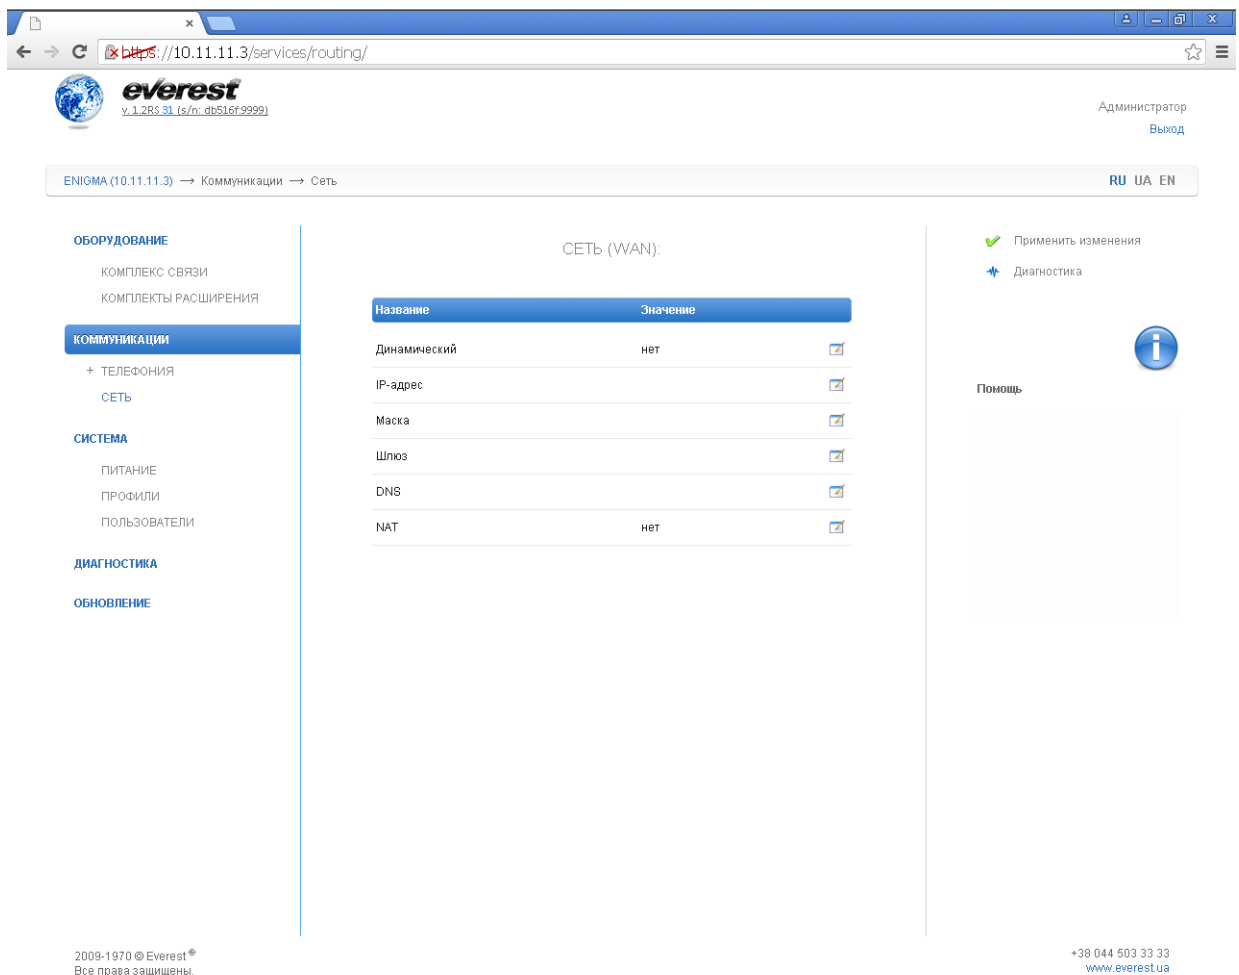 https://10.11.11.3/services/routing/
everest
v. 1.2RS 31 (s/n: db516f:9999)
Администратор
Выход
ENIGMA (10.11.11.3) → Коммуникации → Сеть
RU UA EN
ОБОРУДОВАНИЕ
КОМПЛЕКС СВЯЗИ
КОМПЛЕКТЫ РАСШИРЕНИЯ
КОММУНИКАЦИИ
+ ТЕЛЕФОНИЯ
СЕТЬ
СИСТЕМА
ПИТАНИЕ
ПРОФИЛИ
ПОЛЬЗОВАТЕЛИ
ДИАГНОСТИКА
ОБНОВЛЕНИЕ
СЕТЬ (WAN):
Название Значение
Динамический нет
IP-адрес
Маска
Шлюз
DNS
NAT нет
Применить изменения
Диагностика
Помощь
2009-1970 © Everest ®
Все права защищены.
+38 044 503 33 33
www.everest.ua